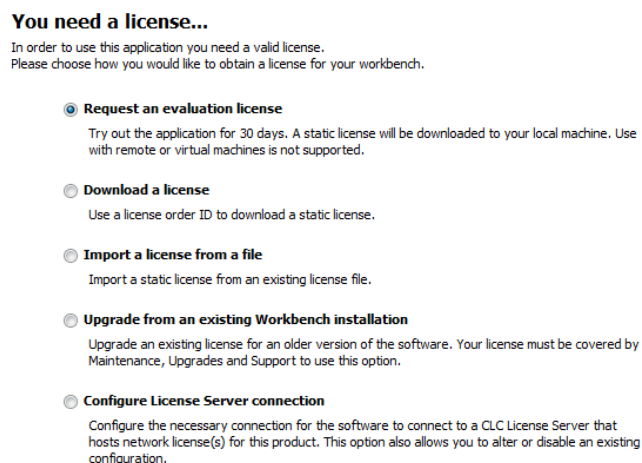 You need a license...
In order to use this application you need a valid license.
Please choose how you would like to obtain a license for your workbench.
Request an evaluation license
Try out the application for 30 days. A static license will be downloaded to your local machine. Use
with remote or virtual machines is not supported.
Download a license
Use a license order ID to download a static license.
Import a license from a file
Import a static license from an existing license file.
Upgrade from an existing Workbench installation
Upgrade an existing license for an older version of the software. Your license must be covered by
Maintenance, Upgrades and Support to use this option.
Configure License Server connection
Configure the necessary connection for the software to connect to a CLC License Server that
hosts network license(s) for this product. This option also allows you to alter or disable an existing
configuration.